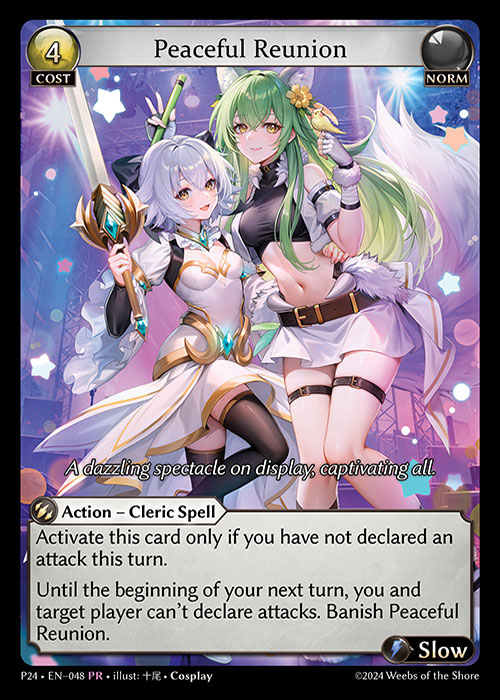 4
COST
Peaceful Reunion
NORM
A dazzling spectacle on display, captivating all.
Action – Cleric Spell
Activate this card only if you have not declared an
attack this turn.
Until the beginning of your next turn, you and
target player can't declare attacks. Banish Peaceful
Reunion.
Slow
P24 • EN–048 PR • illust: 十尾 • Cosplay
©2024 Weebs of the Shore